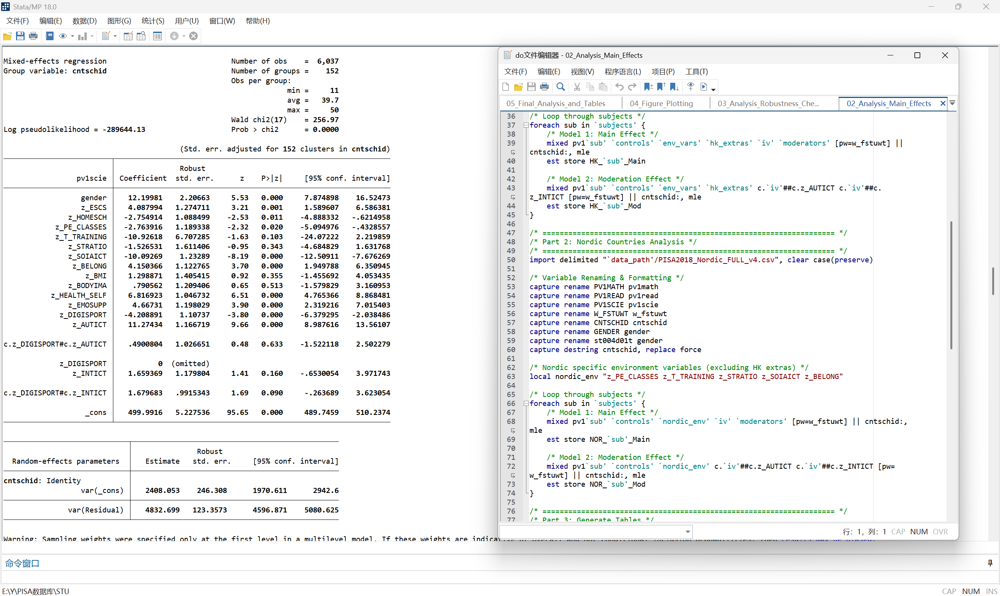 Stata/MP 18.0
文件(F) 编辑(E) 数据(D) 图形(G) 统计(S) 用户(U) 窗口(W) 帮助(H)
Mixed-effects regression Number of obs = 6,037
Group variable: cntschid Number of groups = 152
Obs per group:
min = 11
avg = 39.7
max = 50
Wald chi2(17) = 256.97
Log pseudolikelihood = -289644.13 Prob > chi2 = 0.0000
(Std. err. adjusted for 152 clusters in cntschid)
Robust
pv1scie Coefficient std. err. z P>|z| [95% conf. interval]
gender 12.19981 2.20663 5.53 0.000 7.874898 16.52473
z_ESCS 4.087994 1.274711 3.21 0.001 1.589607 6.586381
z_HOMESCH -2.754914 1.088499 -2.53 0.011 -4.888332 -.6214958
z_PE_CLASSES -2.763916 1.189338 -2.32 0.020 -5.094976 -.4328557
z_T_TRAINING -10.92618 6.707285 -1.63 0.103 -24.07222 2.219859
z_STRATIO -1.526531 1.611406 -0.95 0.343 -4.684829 1.631768
z_SOIAICT -10.09269 1.23289 -8.19 0.000 -12.50911 -7.676269
z_BELONG 4.150366 1.122765 3.70 0.000 1.949788 6.350945
z_BMI 1.298871 1.405415 0.92 0.355 -1.455692 4.053435
z_BODYIMA .790562 1.209406 0.65 0.513 -1.579829 3.160953
z_HEALTH_SELF 6.816923 1.046732 6.51 0.000 4.765366 8.868481
z_EMOSUPP 4.66731 1.198029 3.90 0.000 2.319216 7.015403
z_DIGISPORT -4.208891 1.10737 -3.80 0.000 -6.379295 -2.038486
z_AUTICT 11.27434 1.166719 9.66 0.000 8.987616 13.56107
c.z_DIGISPORT#c.z_AUTICT .4900804 1.026651 0.48 0.633 -1.522118 2.502279
z_DIGISPORT 0 (omitted)
z_INTICT 1.659369 1.179804 1.41 0.160 -.6530054 3.971743
c.z_DIGISPORT#c.z_INTICT 1.679683 .9915343 1.69 0.090 -.263689 3.623054
_cons 499.9916 5.227536 95.65 0.000 489.7459 510.2374
Robust
Random-effects parameters Estimate std. err. [95% conf. interval]
cntschid: Identity
var(_cons) 2408.053 246.308 1970.611 2942.6
var(Residual) 4832.699 123.3573 4596.871 5080.625
Warning: Sampling weights were specified only at the first level in a multilevel model. If these weights are indicative of overall and not conditional inclusion probabilities, then results may be biased.
do文件编辑器 - 02_Analysis_Main_Effects
文件(F) 编辑(E) 视图(V) 程序语言(L) 项目(P) 工具(T)
05_Final_Analysis_and_Tables 04_Figure_Plotting 03_Analysis_Robustness_Che... 02_Analysis_Main_Effects
36 /* Loop through subjects */
37 foreach sub in `subjects' {
38 /* Model 1: Main Effect */
39 mixed pv1`sub' `controls' `env_vars' `hk_extras' `iv' `moderators' [pw=w_fstuwt] ||
cntschid:, mle
40 est store HK_`sub'_Main
41
42 /* Model 2: Moderation Effect */
43 mixed pv1`sub' `controls' `env_vars' `hk_extras' c.`iv'##c.z_AUTICT c.`iv'##c.
z_INTICT [pw=w_fstuwt] || cntschid:, mle
44 est store HK_`sub'_Mod
45 }
46
47 /* ==================================================================== */
48 /* Part 2: Nordic Countries Analysis */
49 /* ==================================================================== */
50 import delimited "`data_path'/PISA2018_Nordic_FULL_v4.csv", clear case(preserve)
51
52 /* Variable Renaming & Formatting */
53 capture rename PV1MATH pv1math
54 capture rename PV1READ pv1read
55 capture rename PV1SCIE pv1scie
56 capture rename W_FSTUWT w_fstuwt
57 capture rename CNTSCHID cntschid
58 capture rename GENDER gender
59 capture rename st004d01t gender
60 capture destring cntschid, replace force
61
62 /* Nordic specific environment variables (excluding HK extras) */
63 local nordic_env "z_PE_CLASSES z_T_TRAINING z_STRATIO z_SOIAICT z_BELONG"
64
65 /* Loop through subjects */
66 foreach sub in `subjects' {
67 /* Model 1: Main Effect */
68 mixed pv1`sub' `controls' `nordic_env' `iv' `moderators' [pw=w_fstuwt] || cntschid:,
mle
69 est store NOR_`sub'_Main
70
71 /* Model 2: Moderation Effect */
72 mixed pv1`sub' `controls' `nordic_env' c.`iv'##c.z_AUTICT c.`iv'##c.z_INTICT [pw=
w_fstuwt] || cntschid:, mle
73 est store NOR_`sub'_Mod
74 }
75
76 /* ==================================================================== */
77 /* Part 3: Generate Tables */
行: 1, 列: 1 CAP NUM OVR
命令窗口
E:\Y\PISA数据库\STU CAP NUM INS